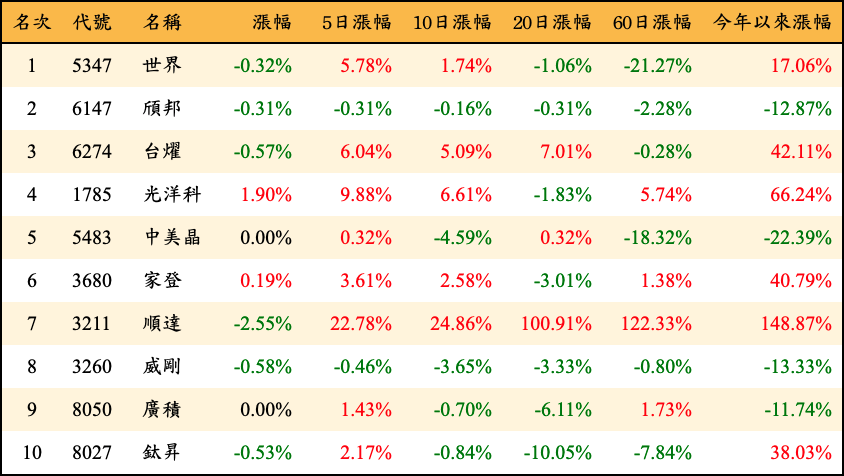 名次 代號 名稱 漲幅 5日漲幅 10日漲幅 20日漲幅 60日漲幅 今年以來漲幅
1 5347 世界 -0.32% 5.78% 1.74% -1.06% -21.27% 17.06%
2 6147 頎邦 -0.31% -0.31% -0.16% -0.31% -2.28% -12.87%
3 6274 台燿 -0.57% 6.04% 5.09% 7.01% -0.28% 42.11%
4 1785 光洋科 1.90% 9.88% 6.61% -1.83% 5.74% 66.24%
5 5483 中美晶 0.00% 0.32% -4.59% 0.32% -18.32% -22.39%
6 3680 家登 0.19% 3.61% 2.58% -3.01% 1.38% 40.79%
7 3211 順達 -2.55% 22.78% 24.86% 100.91% 122.33% 148.87%
8 3260 威剛 -0.58% -0.46% -3.65% -3.33% -0.80% -13.33%
9 8050 廣積 0.00% 1.43% -0.70% -6.11% 1.73% -11.74%
10 8027 鈦昇 -0.53% 2.17% -0.84% -10.05% -7.84% 38.03%